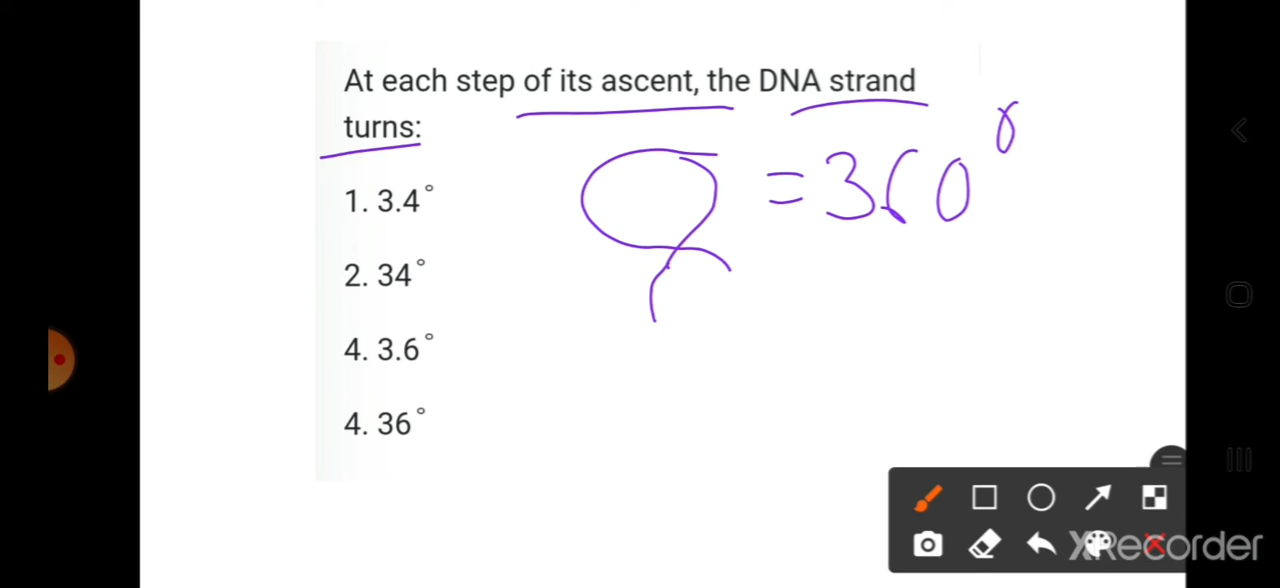 At each step of its ascent, the DNA strand
turns:
= 360°
1. 3.4°
2. 34°
4. 3.6°
4. 36°
XRecorder